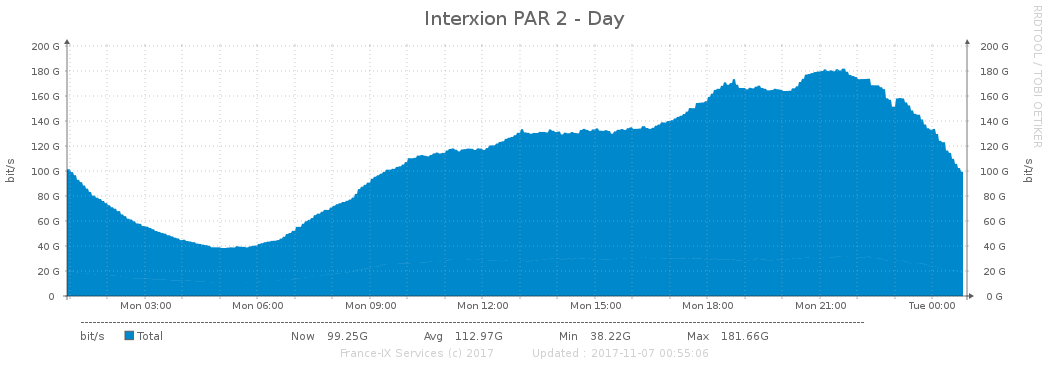 Interxion PAR 2 - Day
RRDTOOL / TOBI OETIKER
200 G 200 G
180 G 180 G
160 G 160 G
140 G 140 G
120 G 120 G
100 G 100 G
80 G 80 G
60 G 60 G
40 G 40 G
20 G 20 G
0 0 G
bit/s bit/s
Mon 03:00 Mon 06:00 Mon 09:00 Mon 12:00 Mon 15:00 Mon 18:00 Mon 21:00 Tue 00:00
bit/s Total Now 99.25G Avg 112.97G Min 38.22G Max 181.66G
France-IX Services (c) 2017 Updated : 2017-11-07 00:55:06